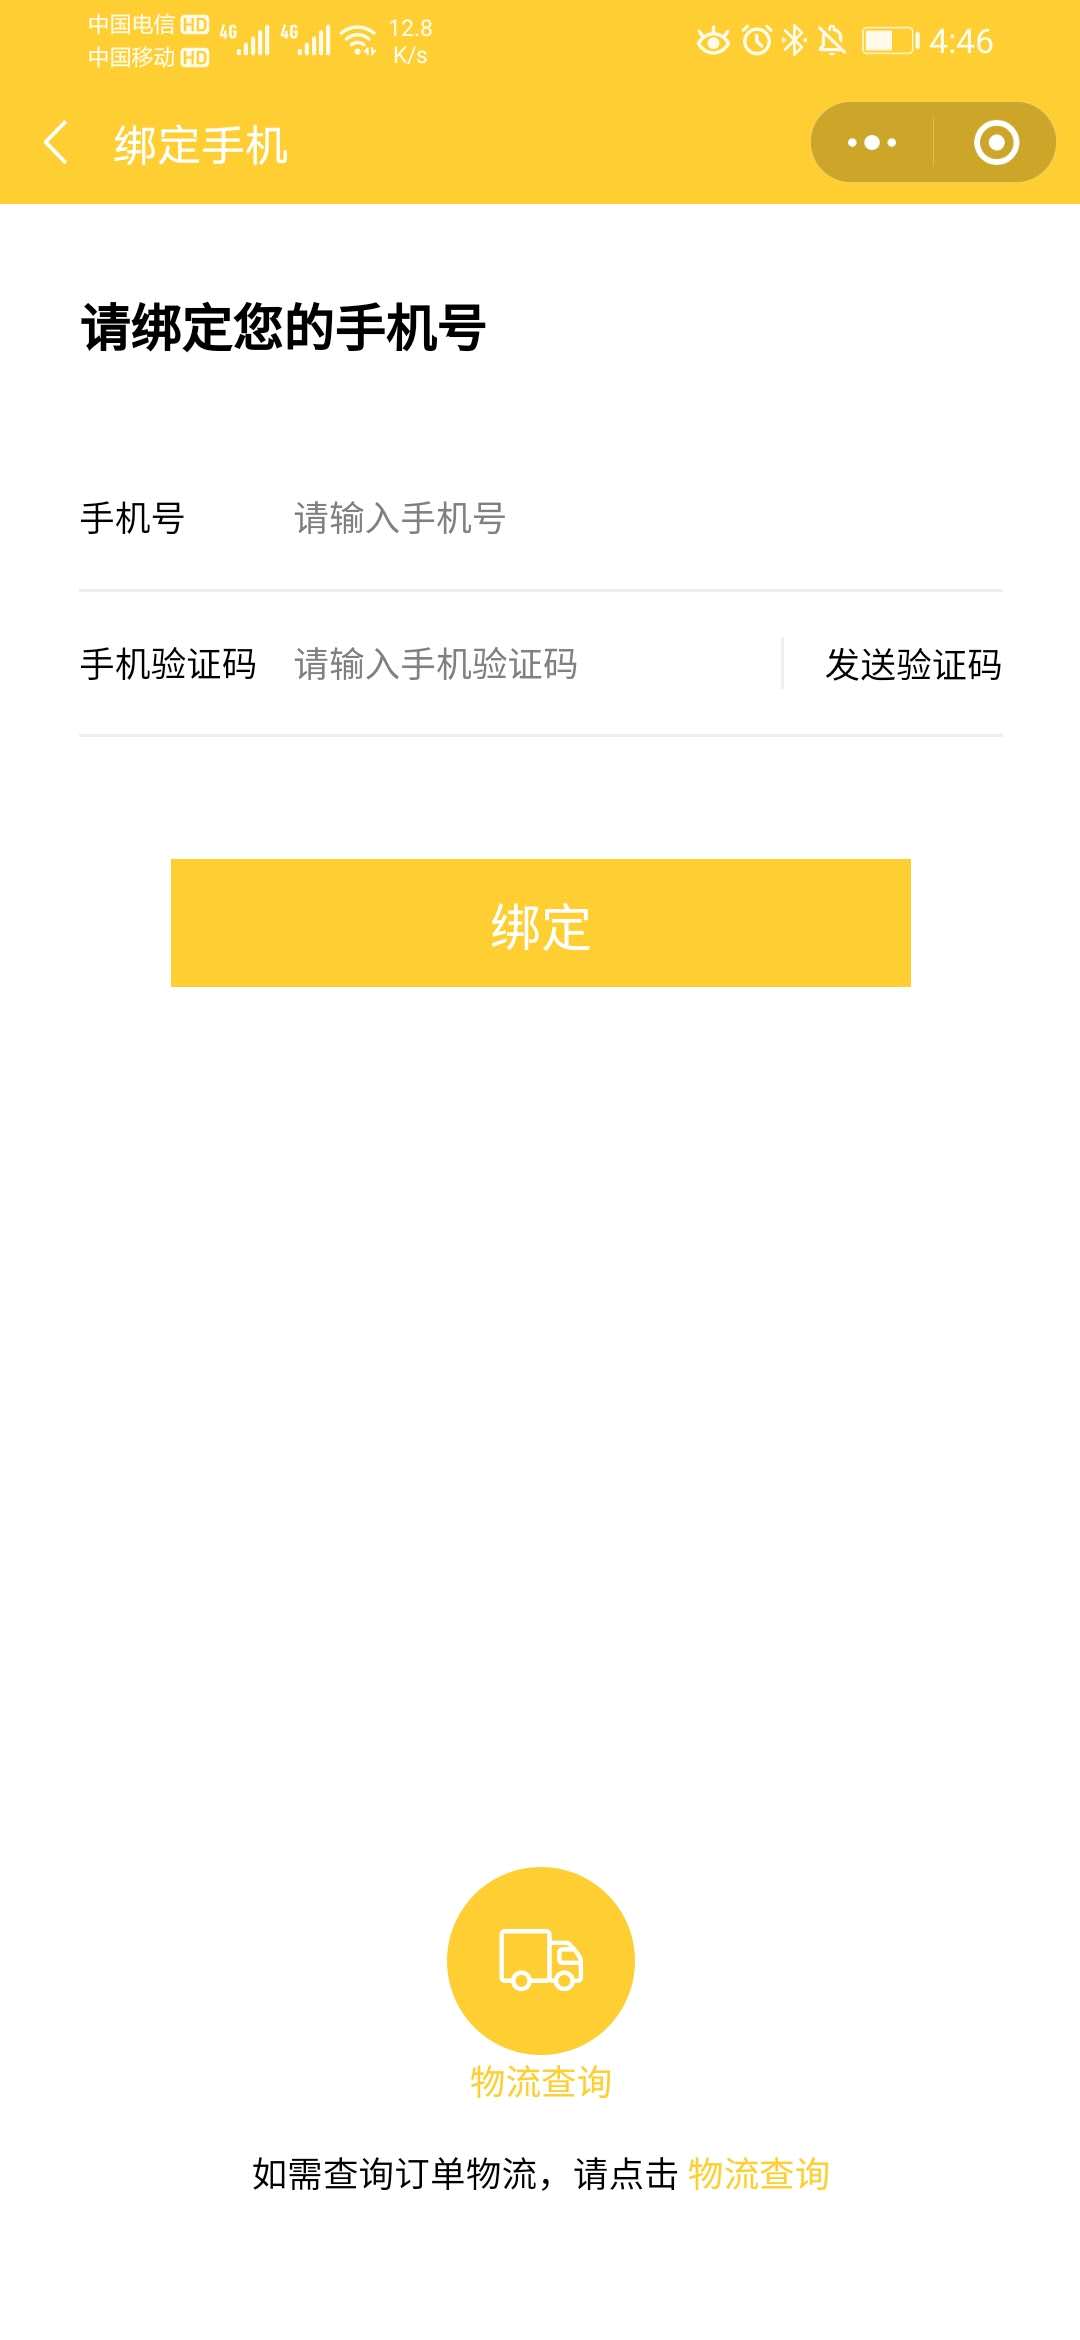 中国电信 HD
中国移动 HD
4G 4G
12.8
K/s
4:46
绑定手机
请绑定您的手机号
手机号 请输入手机号
手机验证码 请输入手机验证码 发送验证码
绑定
物流查询
如需查询订单物流，请点击 物流查询